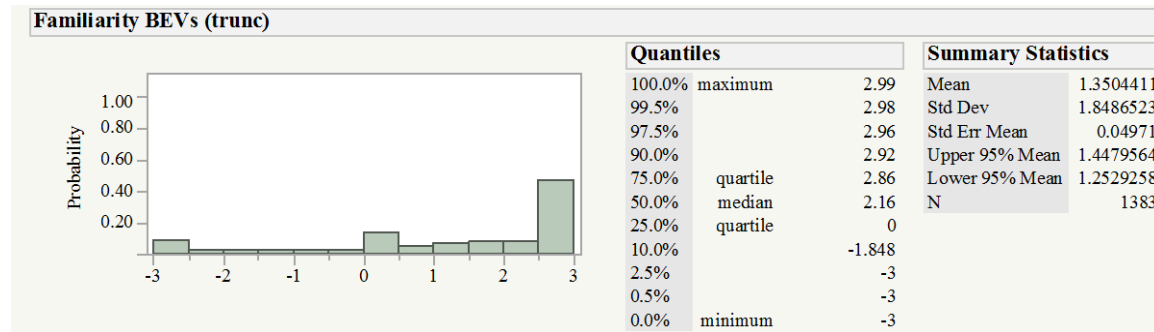 Familiarity BEVs (trunc)
Probability
1.00
0.80
0.60
0.40
0.20
-3 -2 -1 0 1 2 3
Quantiles
100.0% maximum 2.99
99.5% 2.98
97.5% 2.96
90.0% 2.92
75.0% quartile 2.86
50.0% median 2.16
25.0% quartile 0
10.0% -1.848
2.5% -3
0.5% -3
0.0% minimum -3
Summary Statistics
Mean 1.3504411
Std Dev 1.8486523
Std Err Mean 0.04971
Upper 95% Mean 1.4479564
Lower 95% Mean 1.2529258
N 1383